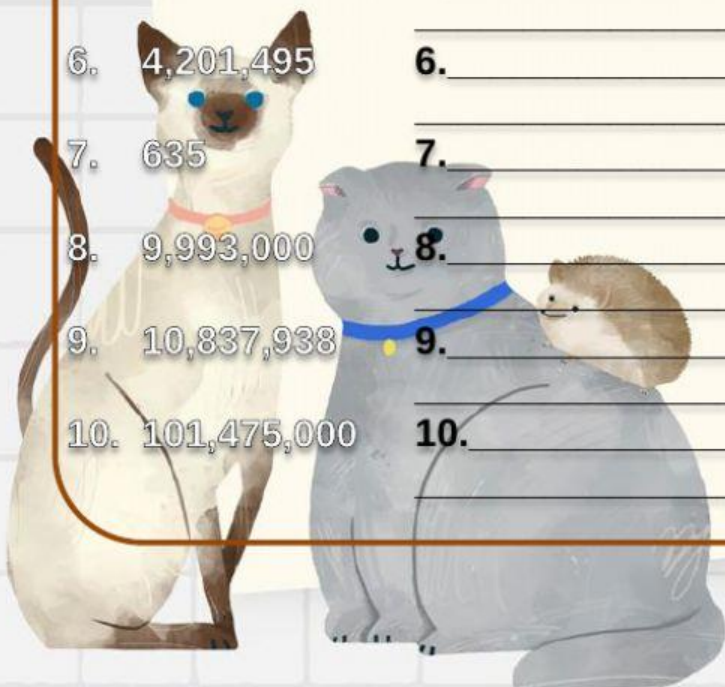 6. 4,201,495 6.
7. 635 7.
8. 9,993,000 8.
9. 10,837,938 9.
10. 101,475,000 10.